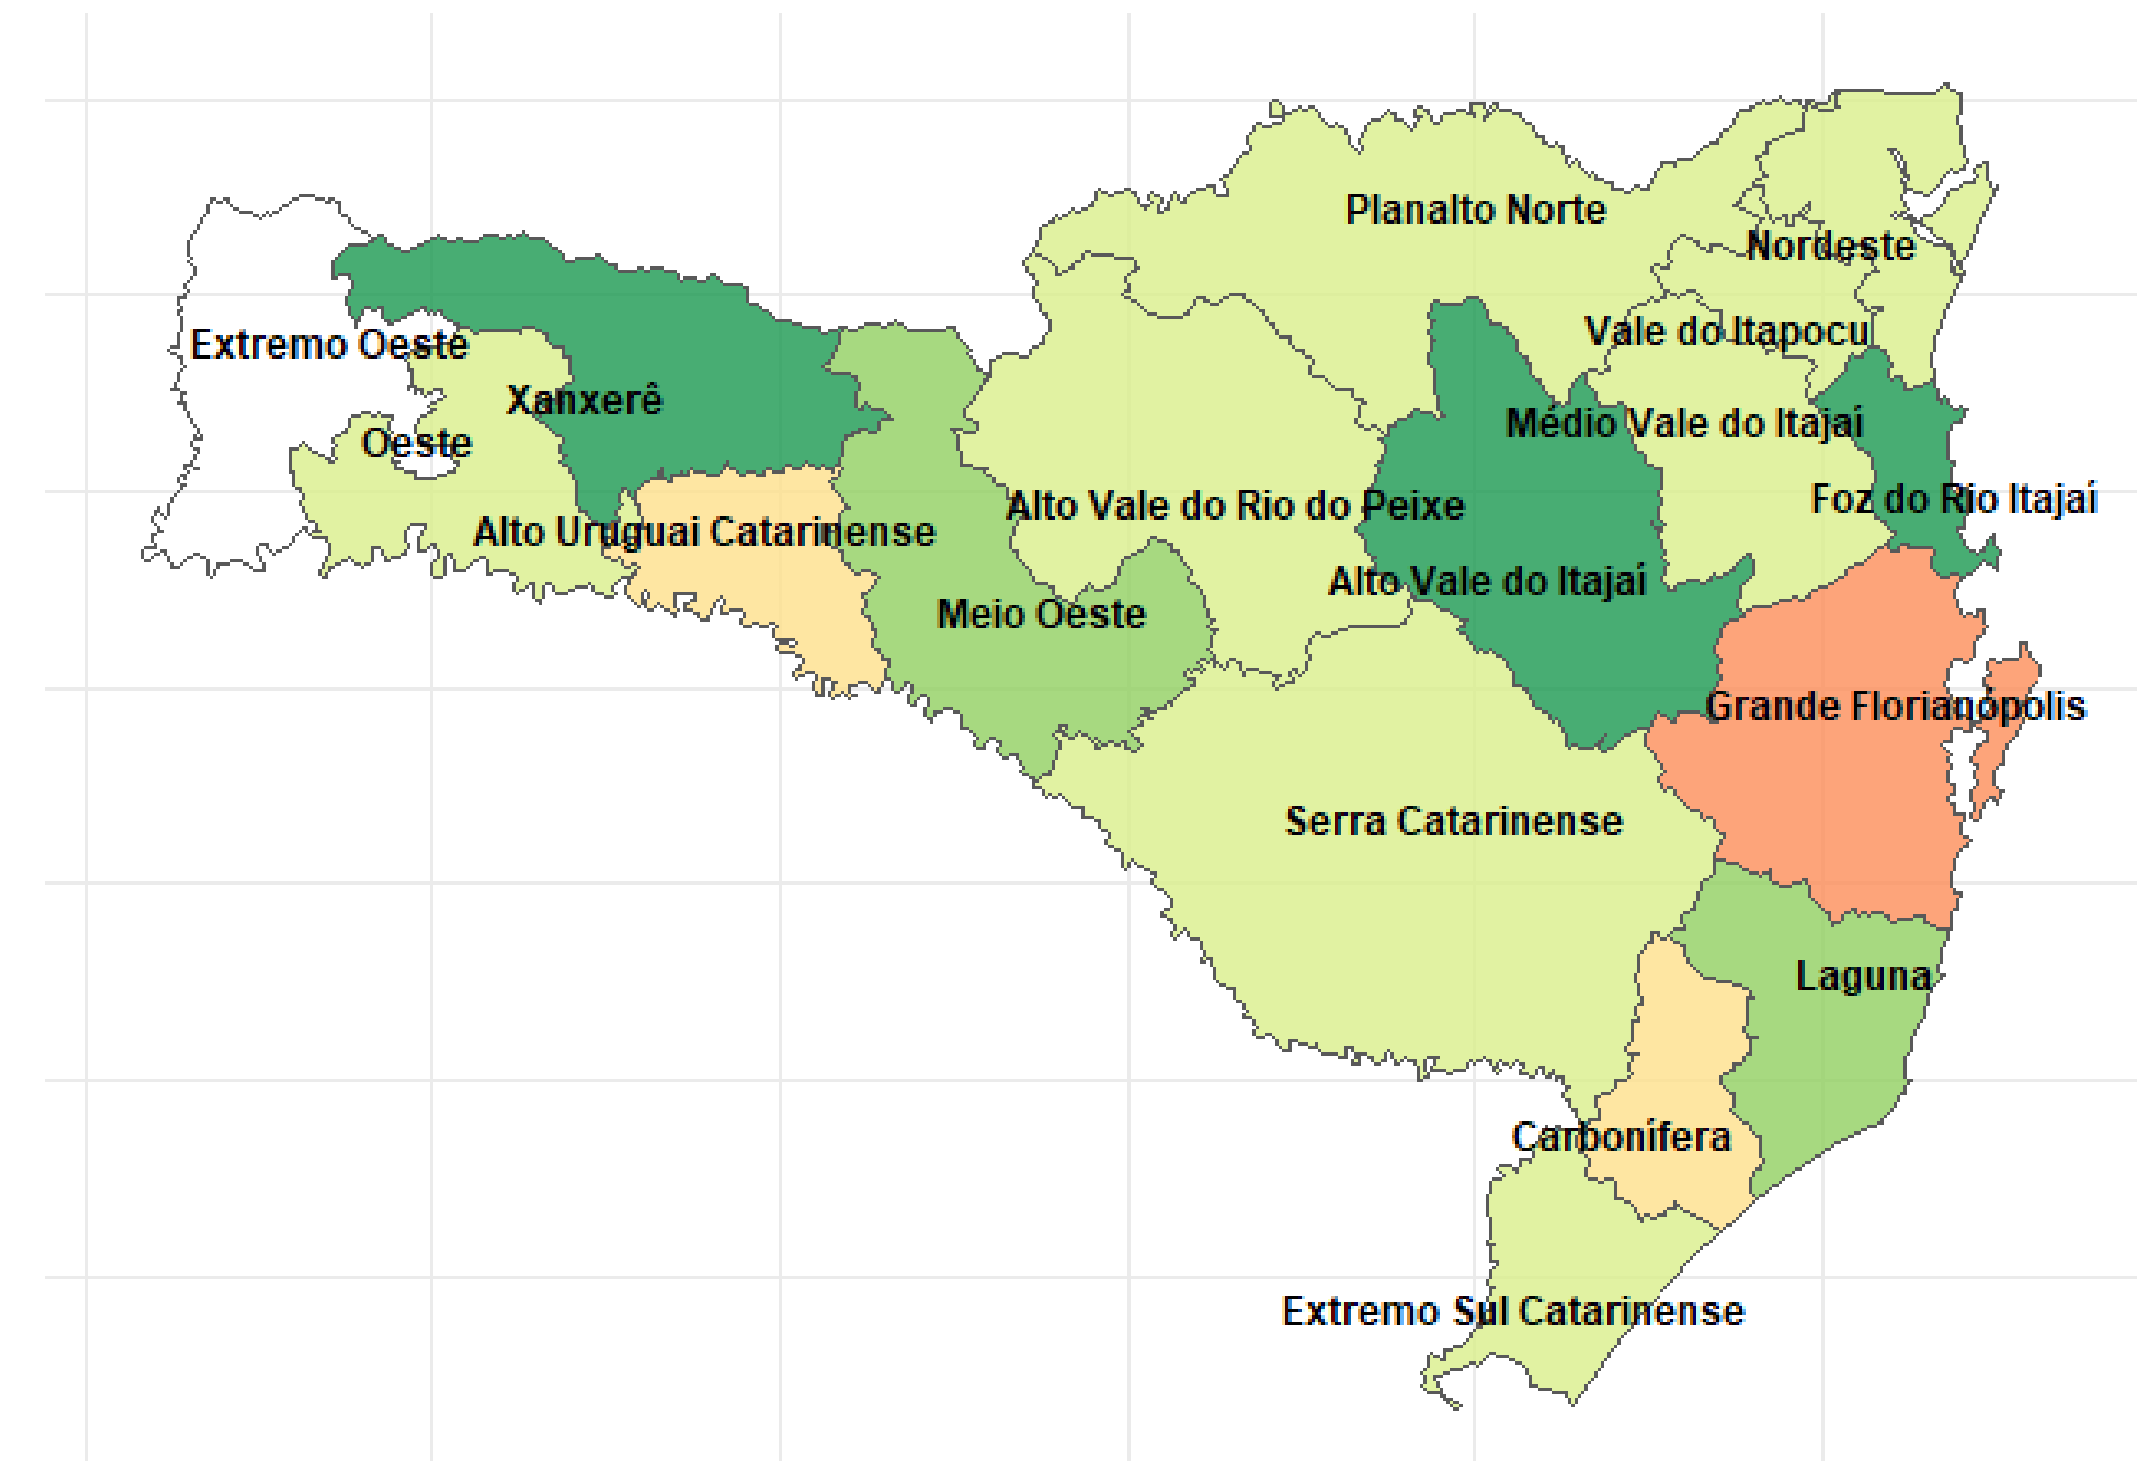 Planalto Norte
Nordeste
Extremo Oeste
Vale do Itapocu
Xanxerê
Médio Vale do Itajaí
Oeste
Foz do Rio Itajaí
Alto Vale do Rio do Peixe
Alto Uruguai Catarinense
Alto Vale do Itajaí
Meio Oeste
Grande Florianópolis
Serra Catarinense
Laguna
Carbonífera
Extremo Sul Catarinense